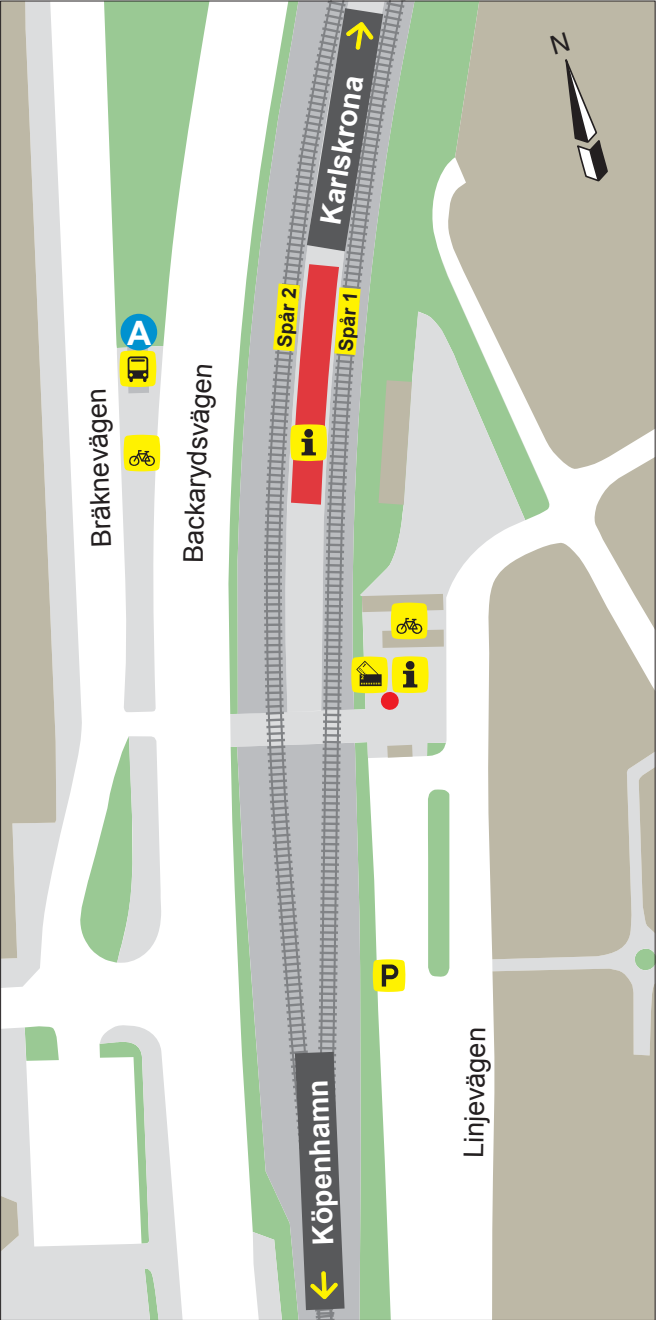 N
Karlskrona
Spår 2
Spår 1
A
Bräknevägen
Backarydsvägen
i
i
P
Linjevägen
Köpenhamn